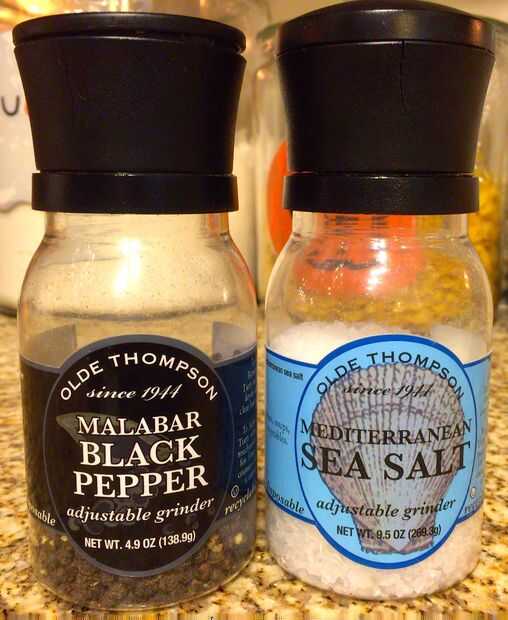 OLDE THOMPSON
since 1944
MALABAR
BLACK
PEPPER
adjustable grinder
NET WT. 4.9 OZ (138.9g)
OLDE THOMPSON
since 1944
MEDITERRANEAN
SEA SALT
adjustable grinder
NET WT. 9.5 OZ (269.3g)